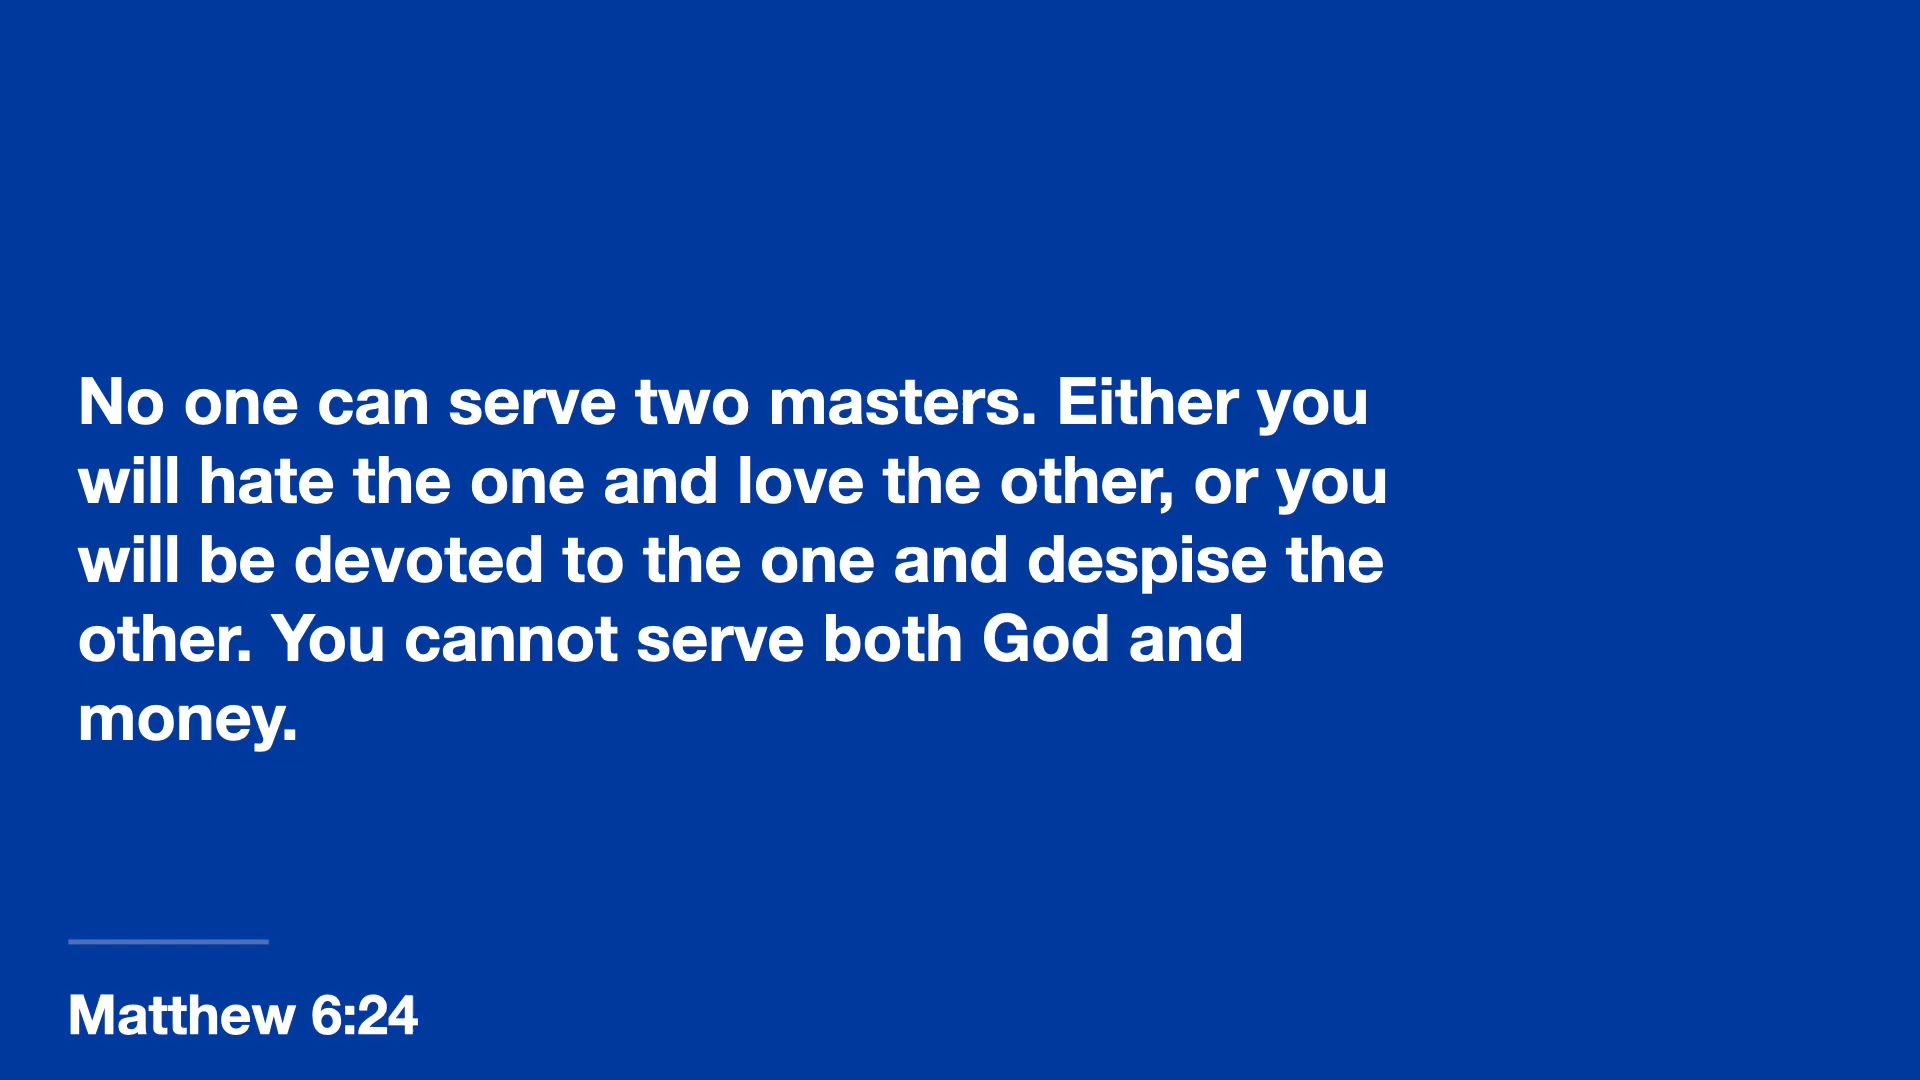 No one can serve two masters. Either you
will hate the one and love the other, or you
will be devoted to the one and despise the
other. You cannot serve both God and
money.
Matthew 6:24